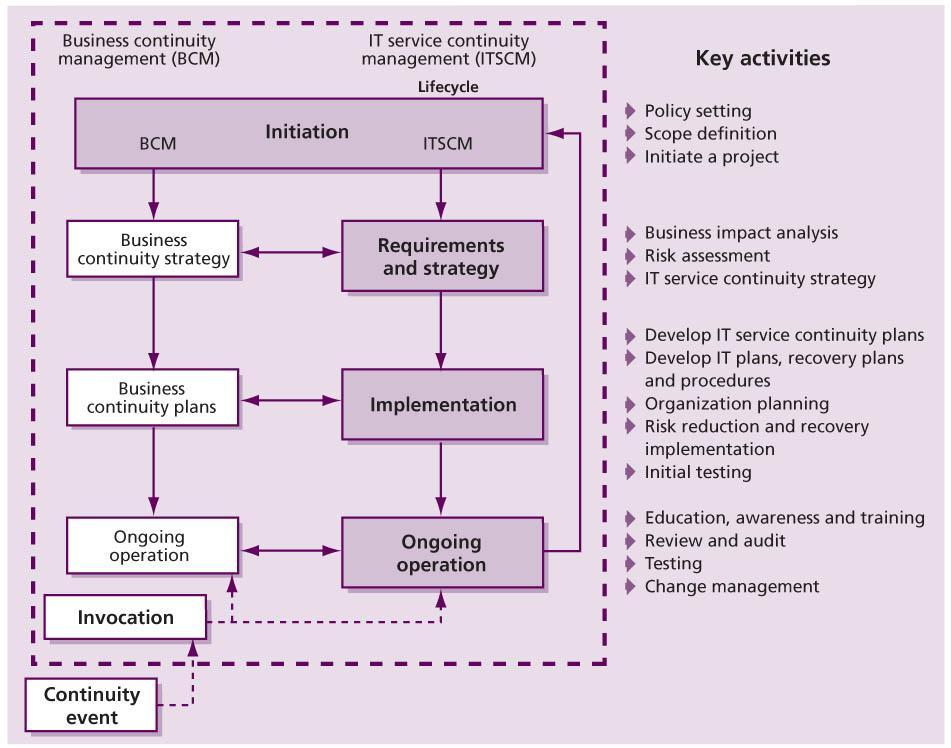 Business continuity
management (BCM)
IT service continuity
management (ITSCM)
Lifecycle
Initiation
BCM
ITSCM
Business
continuity strategy
Requirements
and strategy
Business
continuity plans
Implementation
Ongoing
operation
Ongoing
operation
Invocation
Continuity
event
Key activities
Policy setting
Scope definition
Initiate a project
Business impact analysis
Risk assessment
IT service continuity strategy
Develop IT service continuity plans
Develop IT plans, recovery plans
and procedures
Organization planning
Risk reduction and recovery
implementation
Initial testing
Education, awareness and training
Review and audit
Testing
Change management